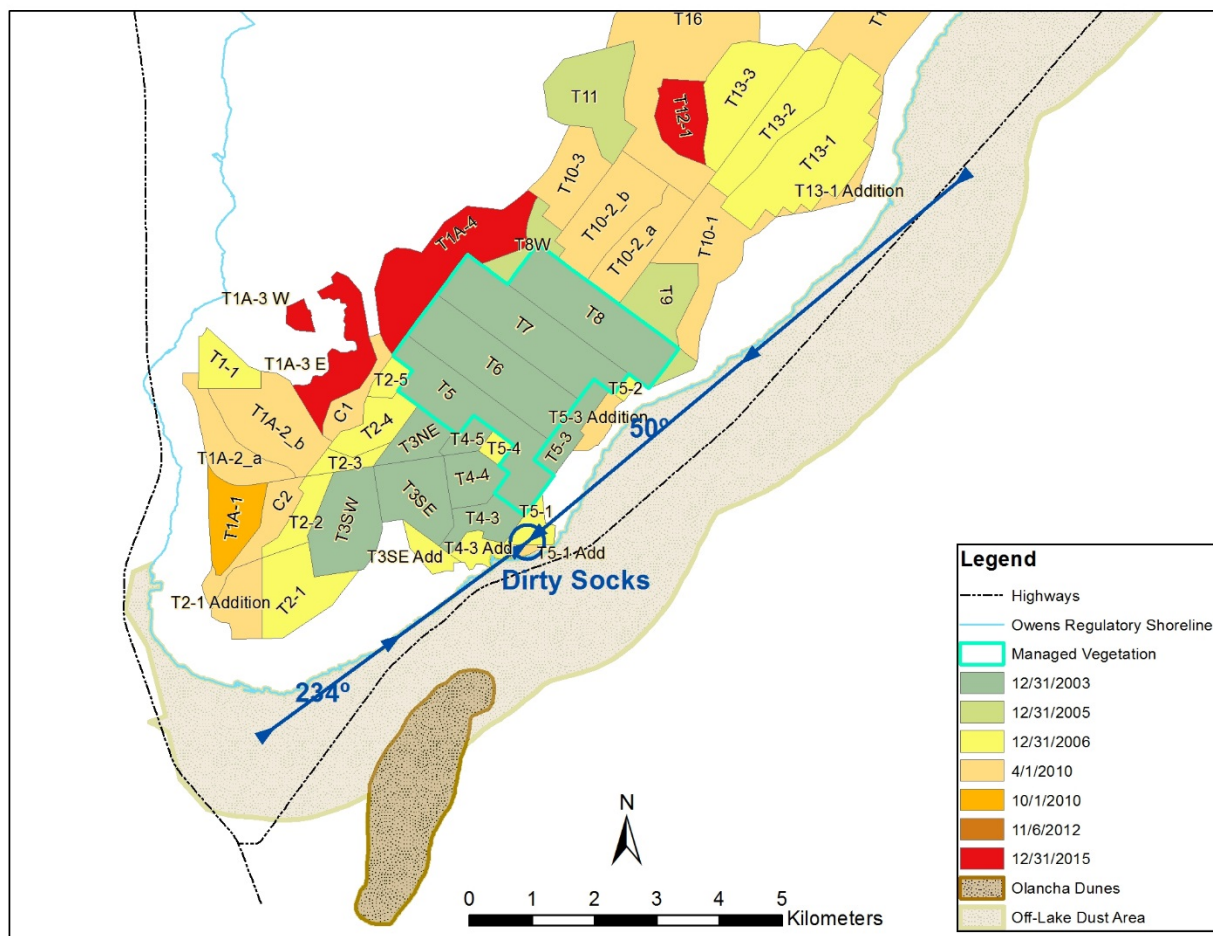 T16
T1
T13-3
T11
T12-1
T13-2
T13-1
T10-3
T13-1 Addition
T10-2_b
T1A-4
T10-2_a
T10-1
T8W
T9
T1A-3 W
T8
T7
T1A-3 E
T6
T1-1
T2-5
T5-2
T5
C1
T5-3 Addition
50º
T1A-2_b
T2-4
T3NE
T4-5
T5-4
T5-3
T1A-2_a
T2-3
T4-4
C2
T3SE
T1A-1
T2-2
T3SW
T4-3
T5-1
T3SE Add
T4-3 Add
T5-1 Add
Dirty Socks
T2-1 Addition
T2-1
234º
N
0 1 2 3 4 5
Kilometers
Legend
Highways
Owens Regulatory Shoreline
Managed Vegetation
12/31/2003
12/31/2005
12/31/2006
4/1/2010
10/1/2010
11/6/2012
12/31/2015
Olancha Dunes
Off-Lake Dust Area